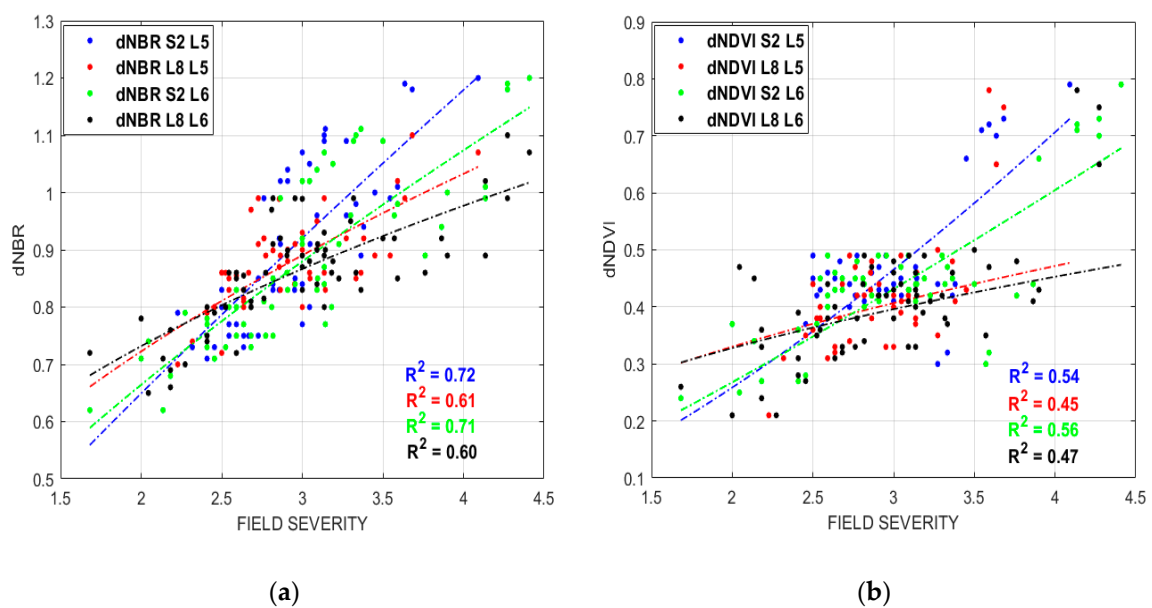 1.3
dNBR S2 L5
dNBR L8 L5
dNBR S2 L6
dNBR L8 L6
1.2
1.1
1
0.9
0.8
0.7
0.6
0.5
dNBR
R2 = 0.72
R2 = 0.61
R2 = 0.71
R2 = 0.60
1.5 2 2.5 3 3.5 4 4.5
FIELD SEVERITY
(a)
0.9
dNDVI S2 L5
dNDVI L8 L5
dNDVI S2 L6
dNDVI L8 L6
0.8
0.7
0.6
0.5
0.4
0.3
0.2
0.1
dNDVI
R2 = 0.54
R2 = 0.45
R2 = 0.56
R2 = 0.47
1.5 2 2.5 3 3.5 4 4.5
FIELD SEVERITY
(b)